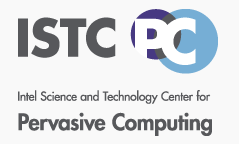 ISTC PC
Intel Science and Technology Center for
Pervasive Computing